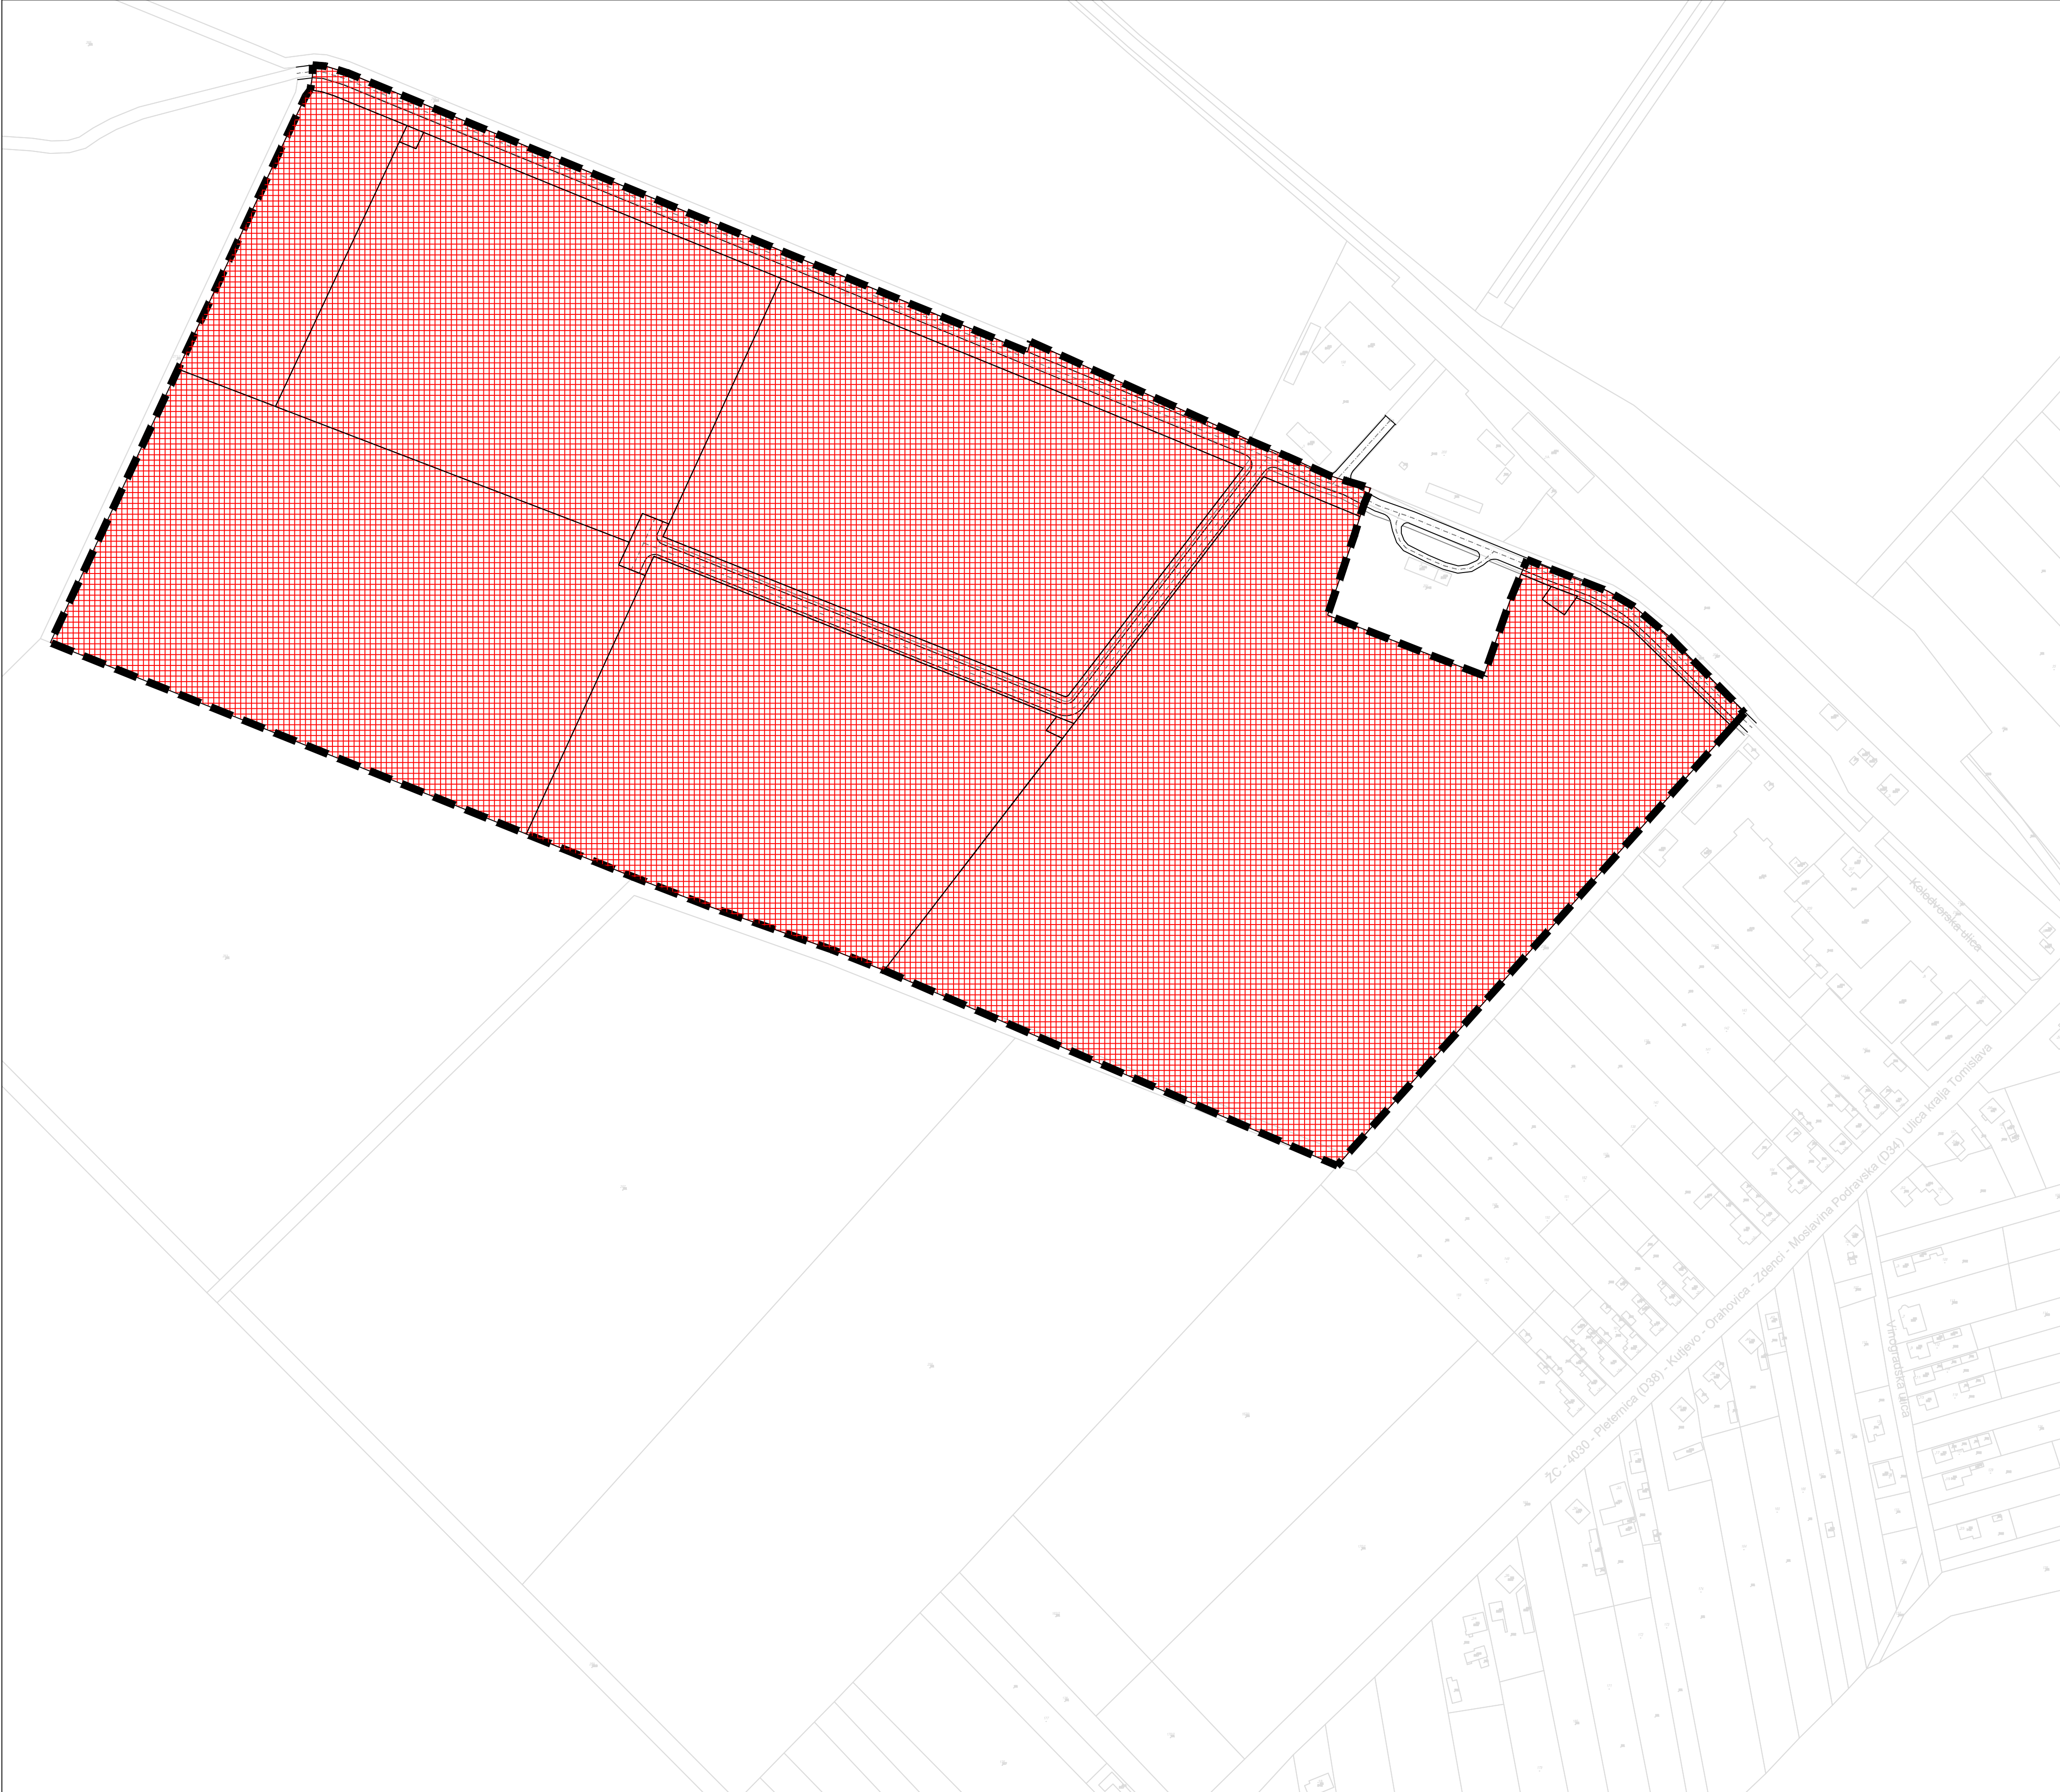 Kolodvorska ulica
ŽC - 4030 - Pleternica (D38) - Kutjevo - Orahovica - Zdenci - Moslavina Podravska (D34) Ulica kralja Tomislava
Vinogradska ulica